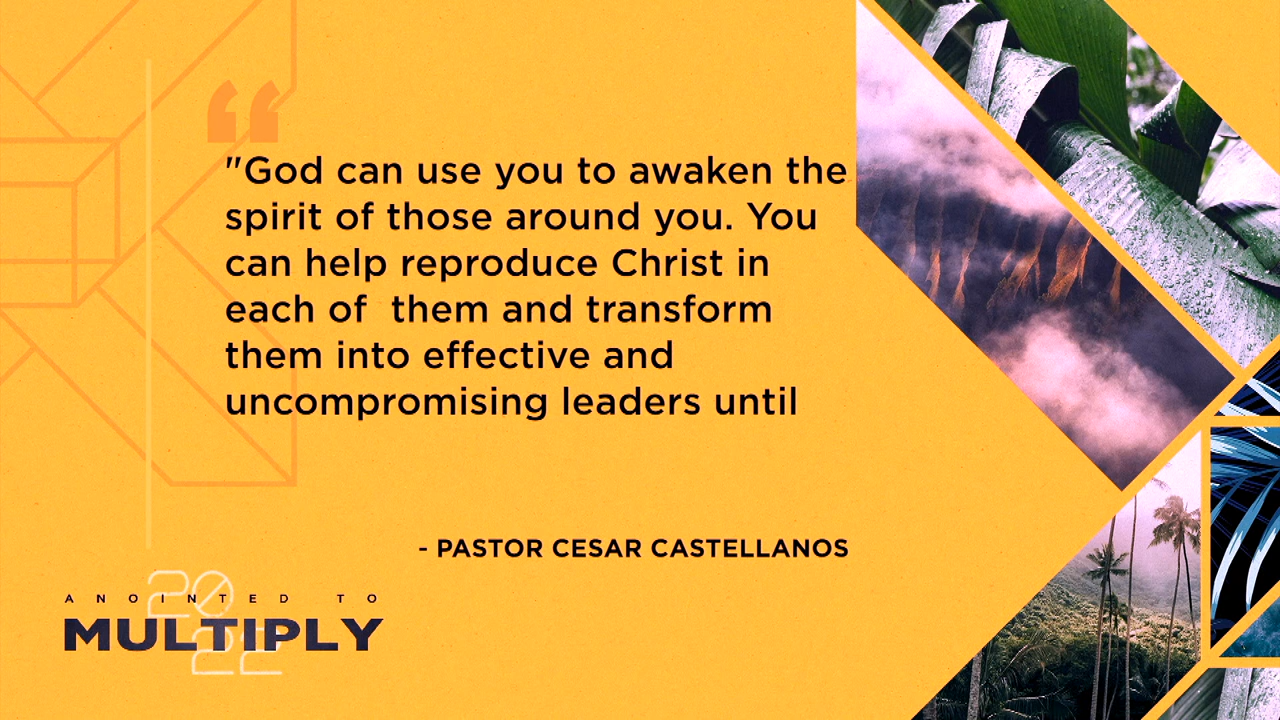 "God can use you to awaken the
spirit of those around you. You
can help reproduce Christ in
each of  them and transform
them into effective and
uncompromising leaders until
- PASTOR CESAR CASTELLANOS
2022
ANOINTED TO
MULTIPLY